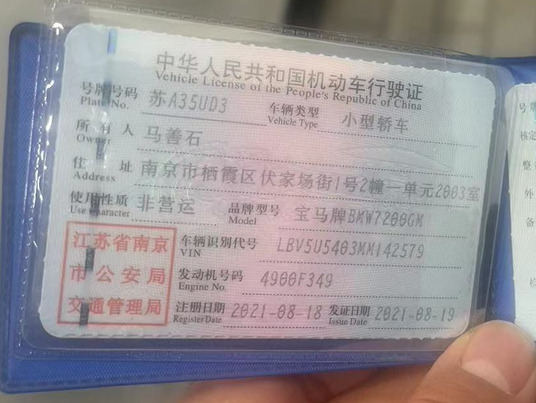 中华人民共和国机动车行驶证
Vehicle License of the People's Republic of China
号牌号码 苏A35UD3 车辆类型 小型轿车
Plate No. Vehicle Type
所有人 马善石
Owner
住址 南京市栖霞区伏家场街1号2幢一单元2003室
Address
使用性质 非营运 品牌型号 宝马牌BMW7200GM
Use Character Model
江苏省南京市公安局交通管理局
车辆识别代号 LBV5U5403MM142579
VIN
发动机号码 4900F349
Engine No.
注册日期 2021-08-18 发证日期 2021-08-19
Register Date Issue Date